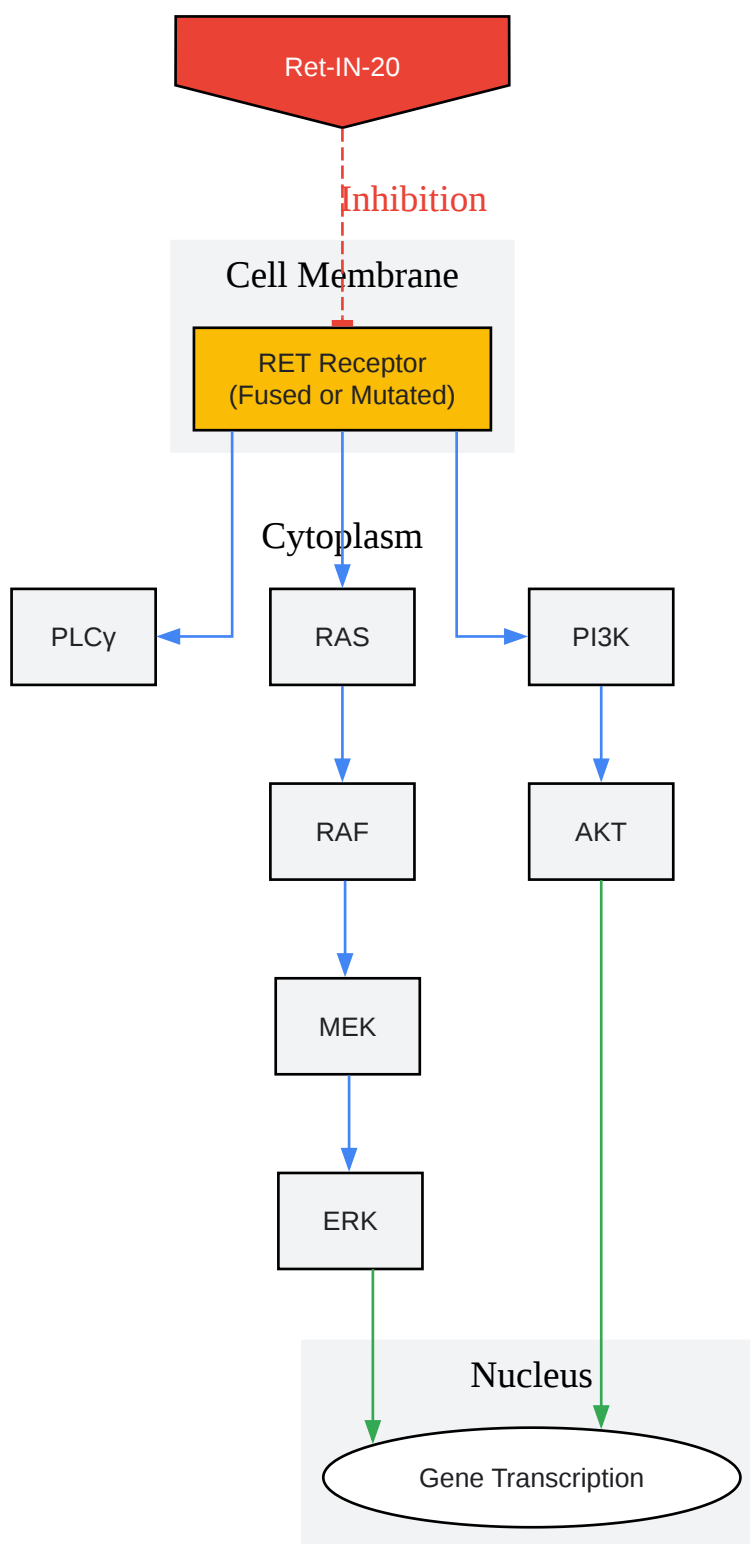 Ret-IN-20
Inhibition
Cell Membrane
RET Receptor
(Fused or Mutated)
Cytoplasm
PLCγ
RAS
PI3K
RAF
AKT
MEK
ERK
Nucleus
Gene Transcription